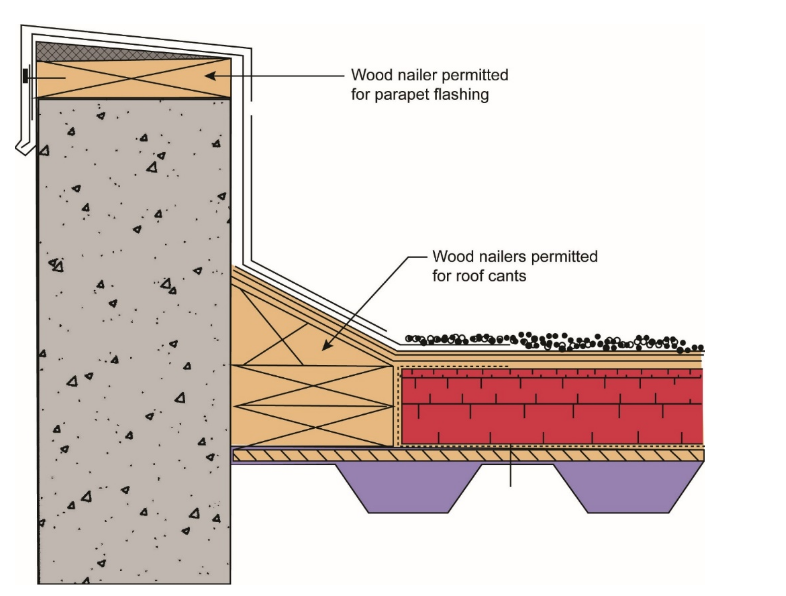 Wood nailer permitted
for parapet flashing
Wood nailers permitted
for roof cants